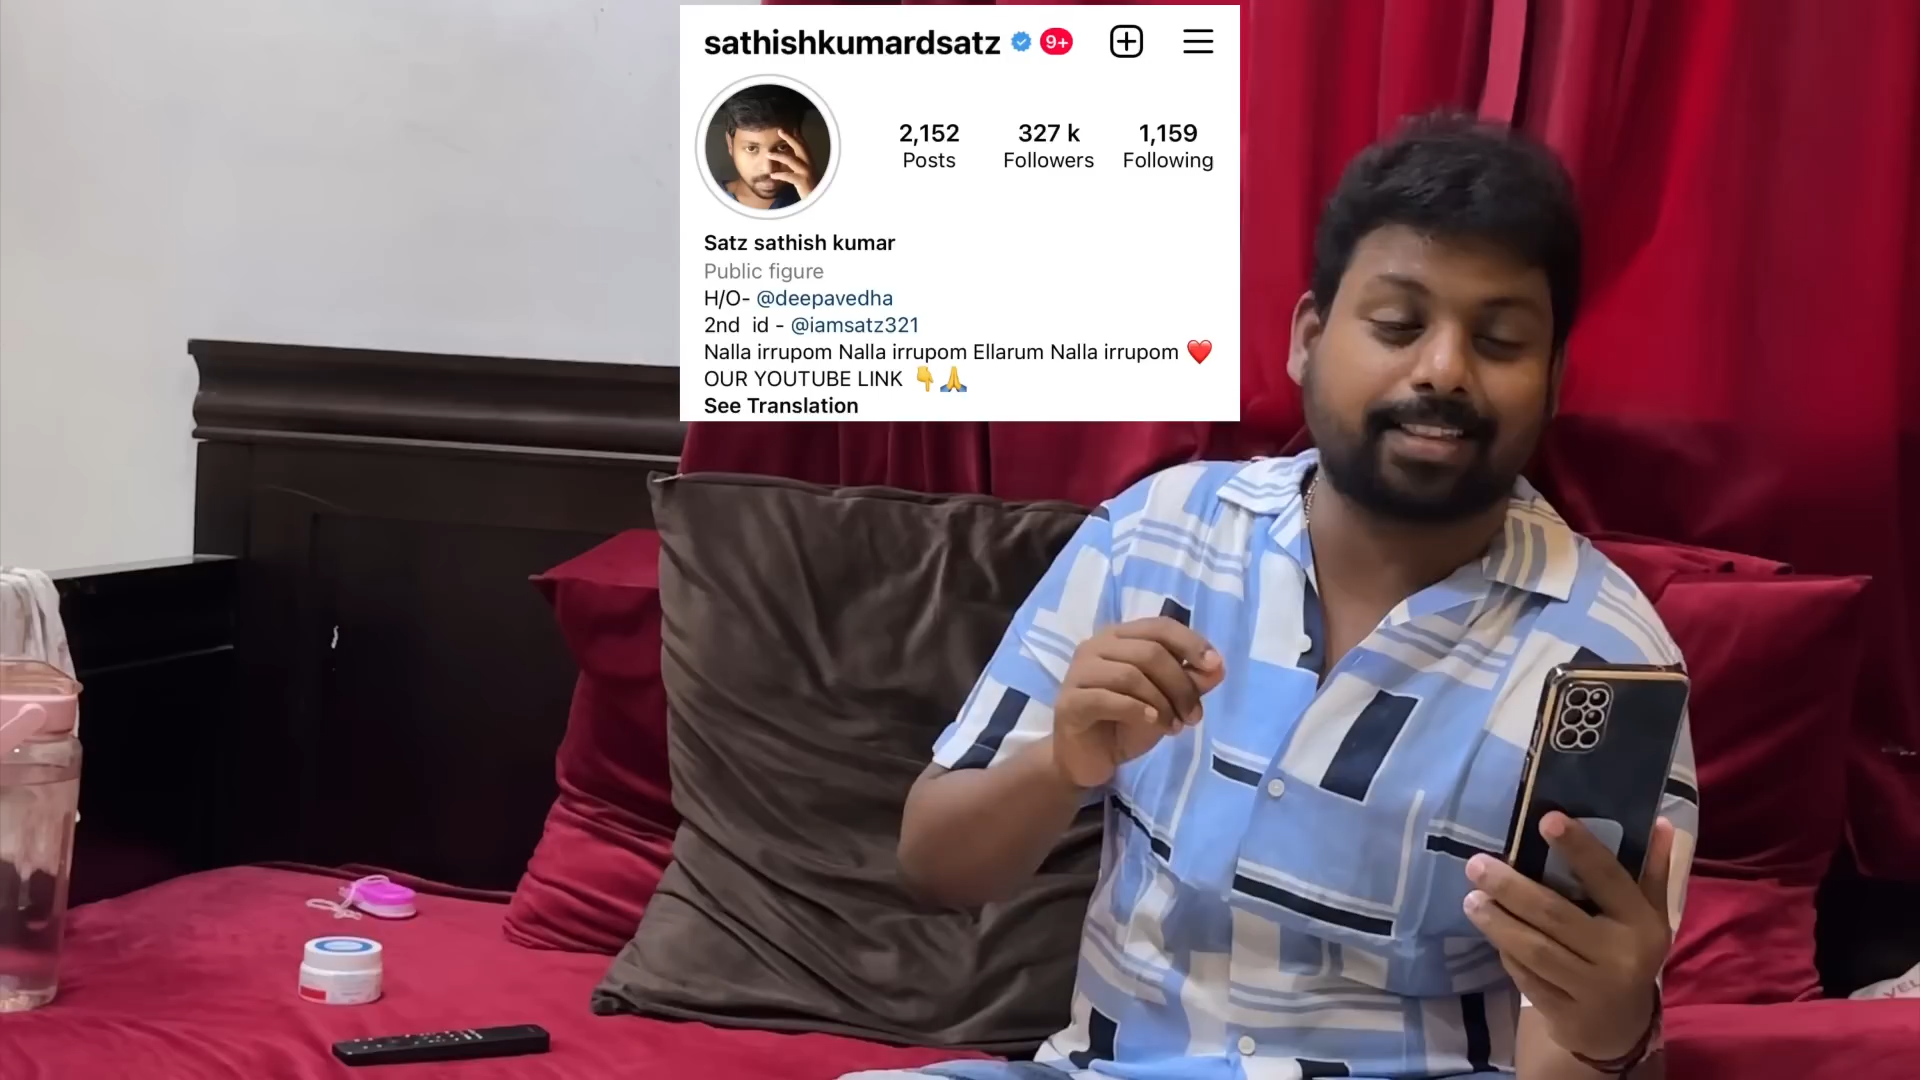 sathishkumardsatz 9+
2,152 327 k 1,159
Posts Followers Following
Satz sathish kumar
Public figure
H/O- @deepavedha
2nd id - @iamsatz321
Nalla irrupom Nalla irrupom Ellarum Nalla irrupom ❤️
OUR YOUTUBE LINK 👇🙏
See Translation